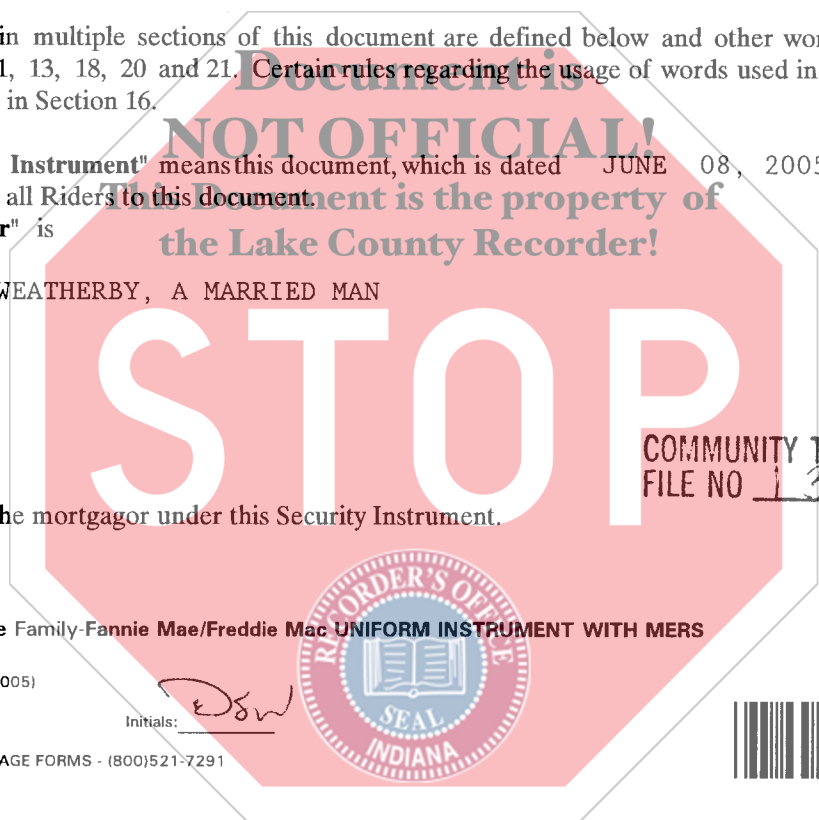 in multiple sections of this document are defined below and other wor
1, 13, 18, 20 and 21. Certain rules regarding the usage of words used in
in Section 16.
Document is
NOT OFFICIAL!
This Document is the property of
the Lake County Recorder!
Instrument" means this document, which is dated JUNE 08, 2005
all Riders to this document.
r" is
WEATHERBY, A MARRIED MAN
STOP
COMMUNITY
FILE NO 1
he mortgagor under this Security Instrument.
RECORDER'S OFFICE
SEAL
INDIANA
e Family-Fannie Mae/Freddie Mac UNIFORM INSTRUMENT WITH MERS
005)
Initials: DSW
AGE FORMS - (800)521-7291